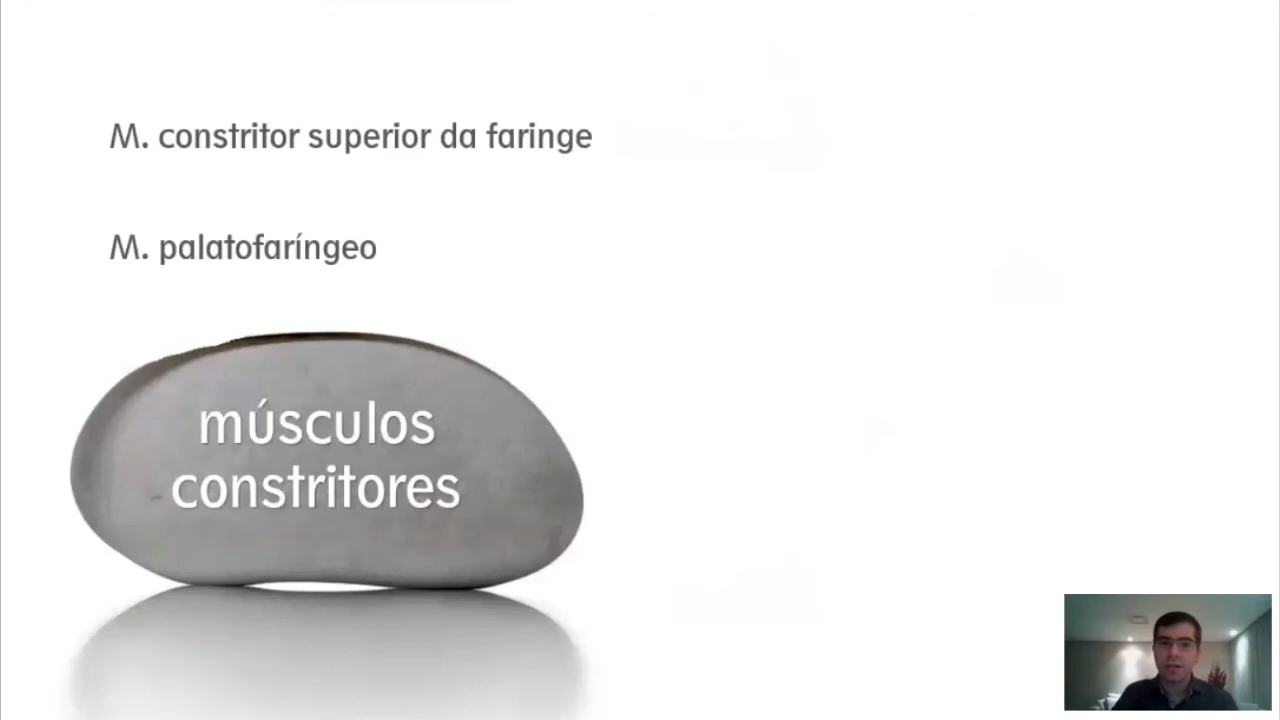 M. constritor superior da faringe
M. palatofaríngeo
músculos
constritores